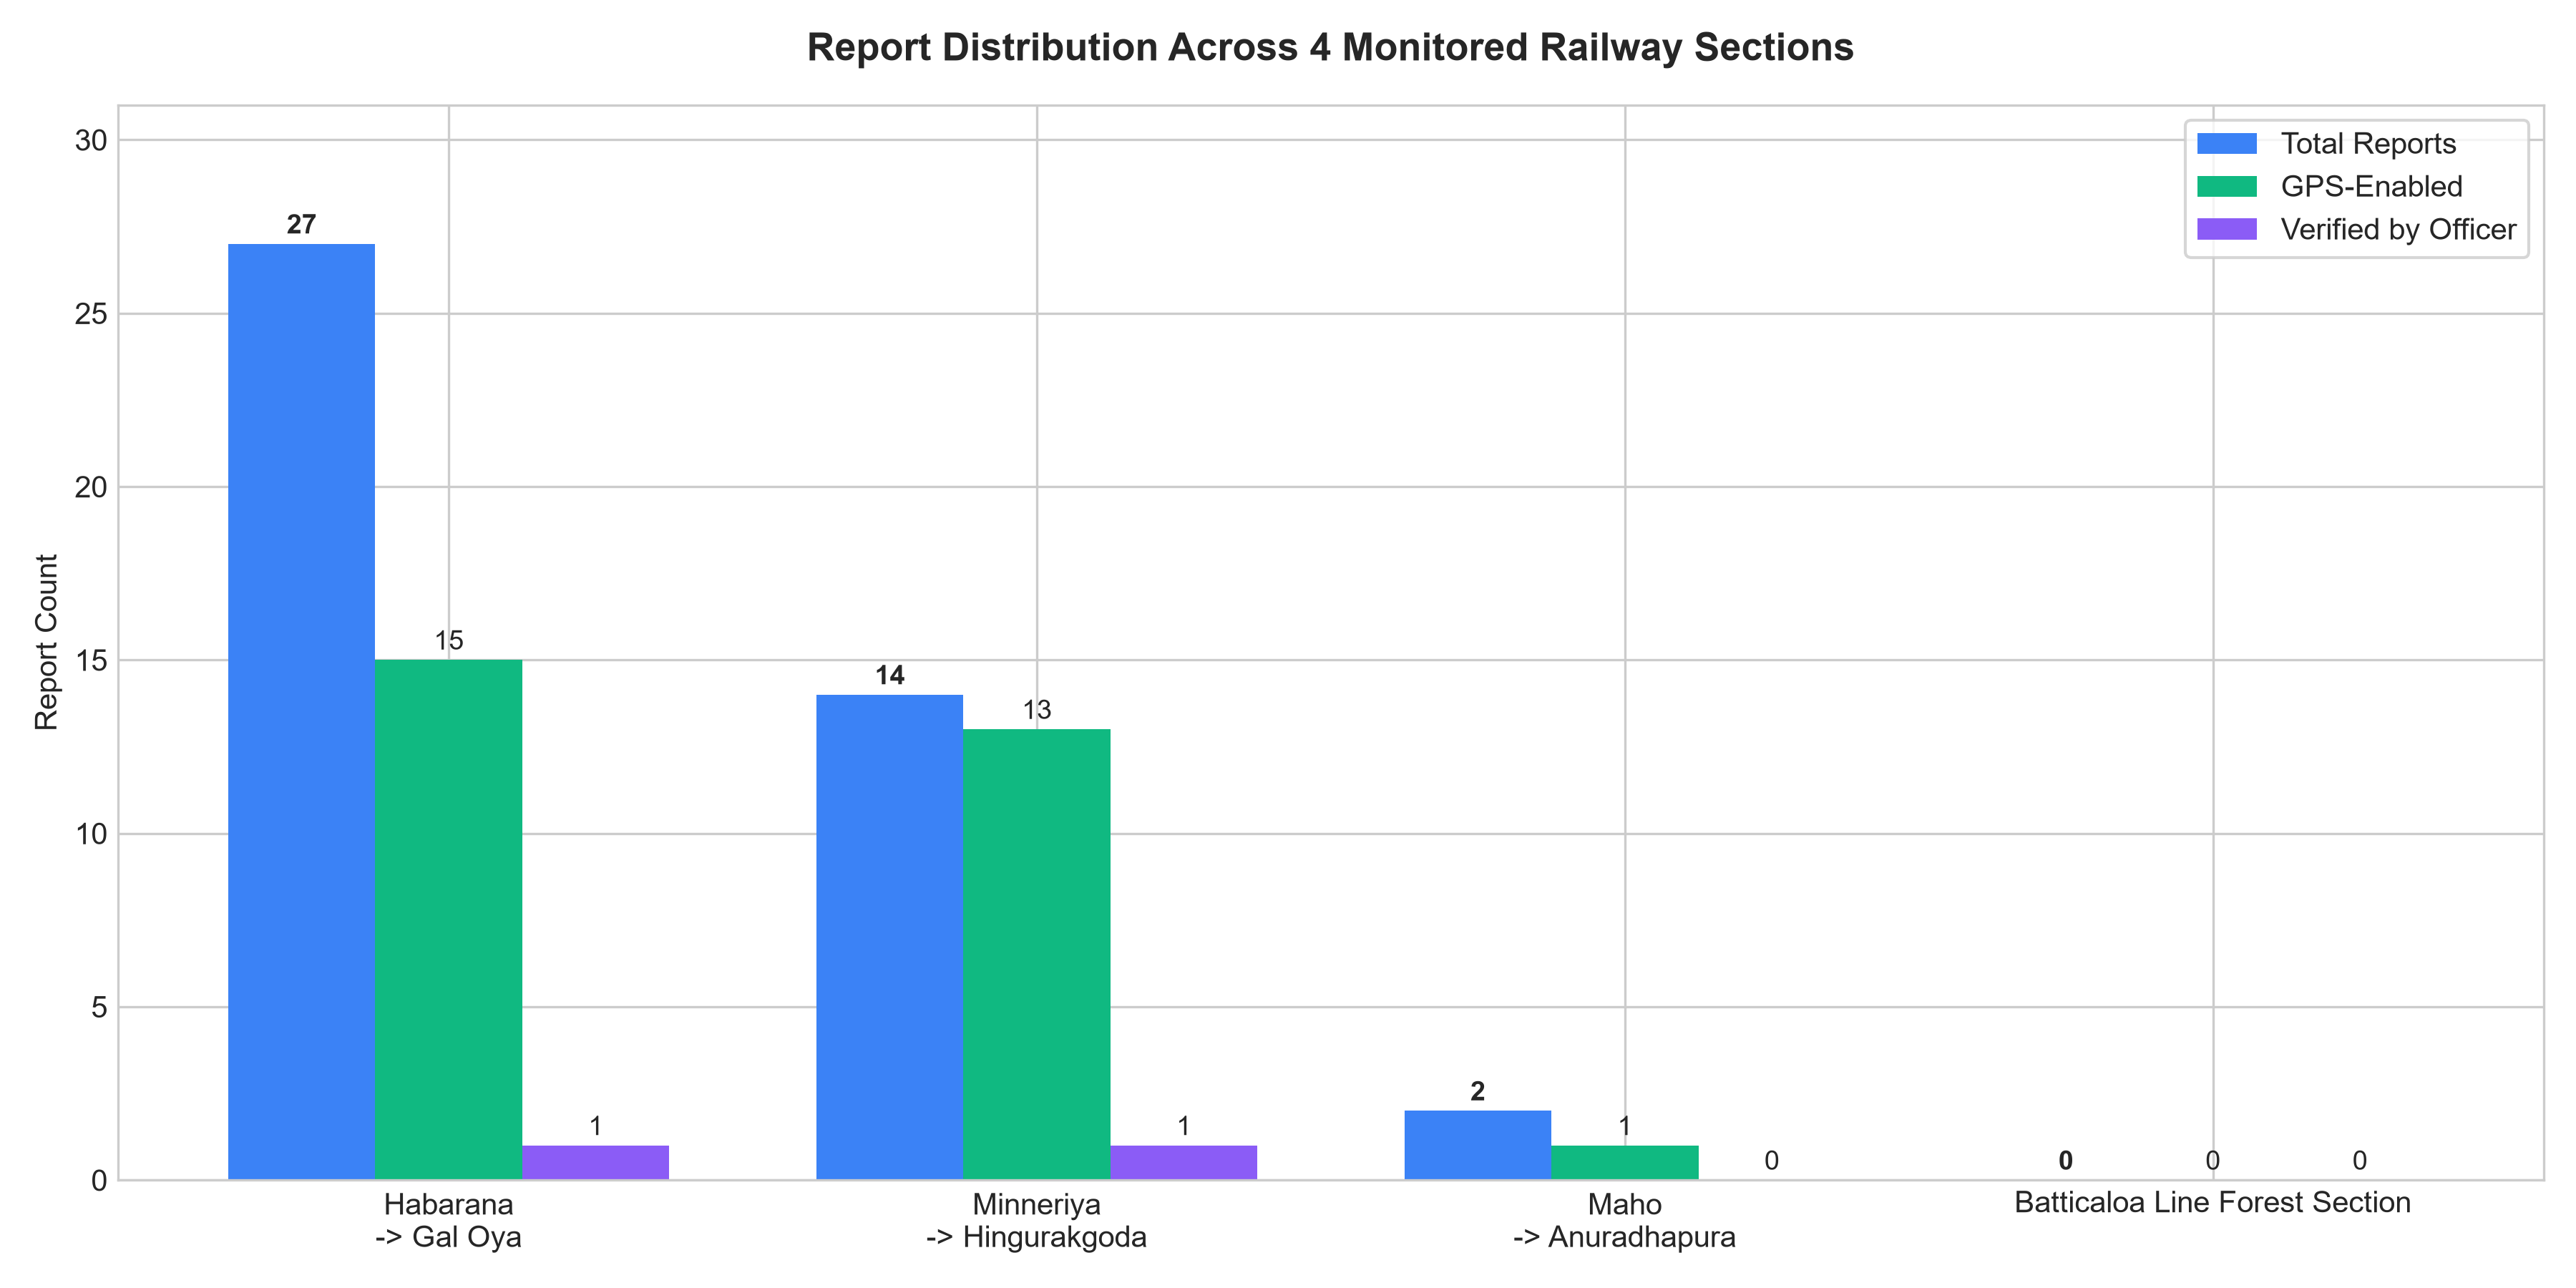 Report Distribution Across 4 Monitored Railway Sections
30
25
20
15
10
5
0
Report Count
Total Reports
GPS-Enabled
Verified by Officer
27
15
1
14
13
1
2
1
0
0
0
0
Habarana
-> Gal Oya
Minneriya
-> Hingurakgoda
Maho
-> Anuradhapura
Batticaloa Line Forest Section